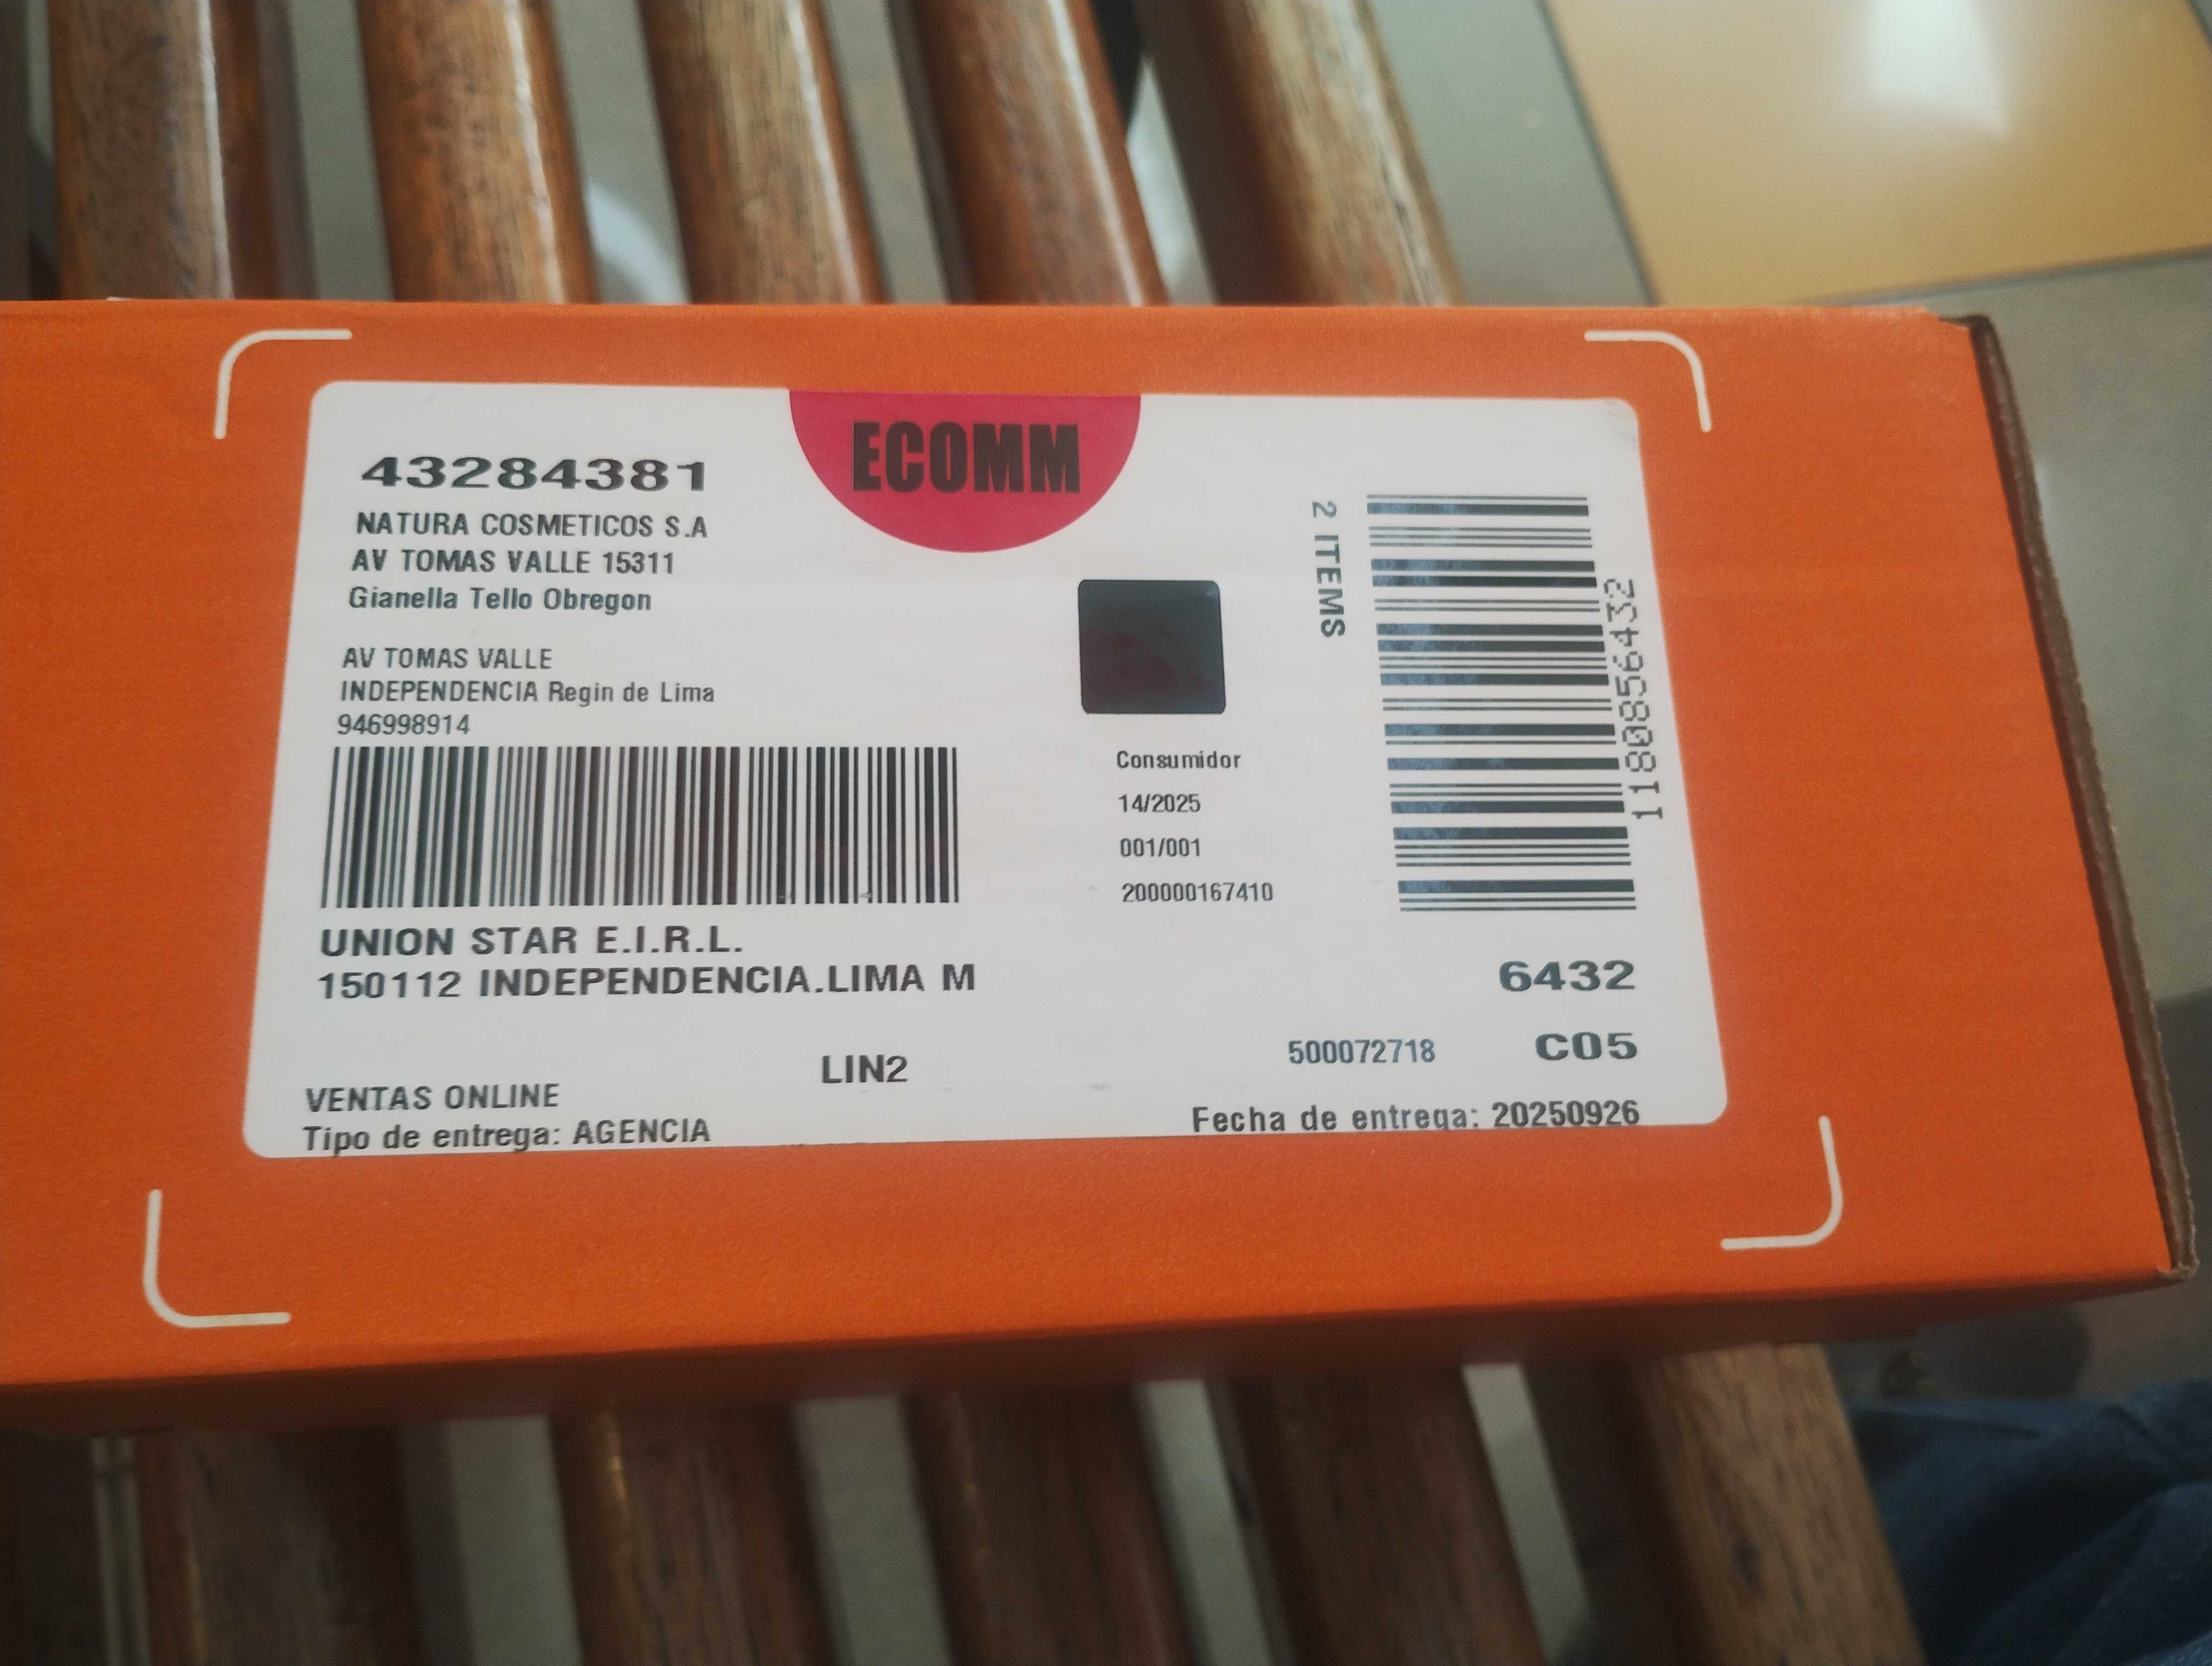 ECOMM
43284381
NATURA COSMETICOS S.A
AV TOMAS VALLE 15311
Gianella Tello Obregon
AV TOMAS VALLE
INDEPENDENCIA Regin de Lima
946998914
UNION STAR E.I.R.L.
150112 INDEPENDENCIA.LIMA M
LIN2
VENTAS ONLINE
Tipo de entrega: AGENCIA
Consumidor
14/2025
001/001
200000167410
2 ITEMS
1180856432
6432
500072718 C05
Fecha de entrega: 20250926